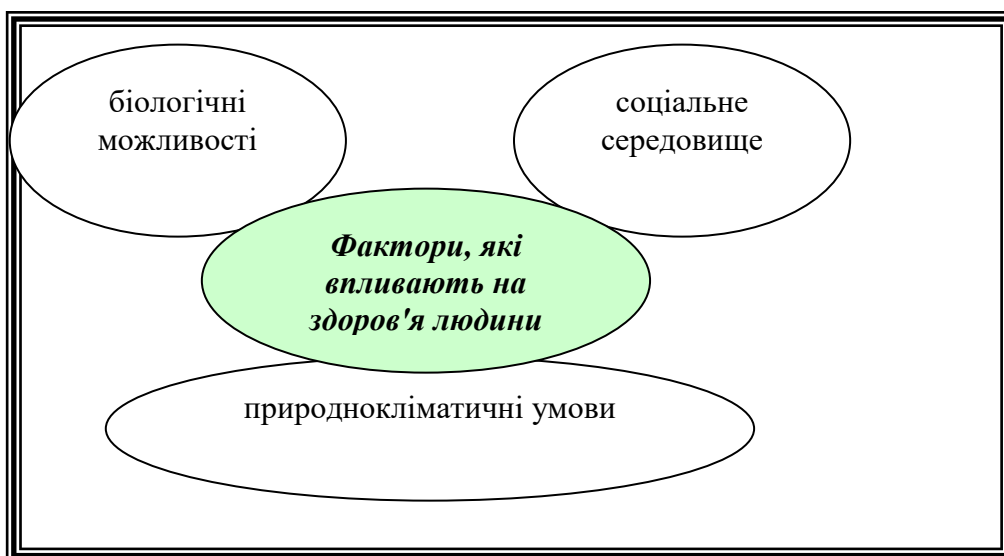 біологічні
можливості
соціальне
середовище
Фактори, які
впливають на
здоров'я людини
природнокліматичні умови